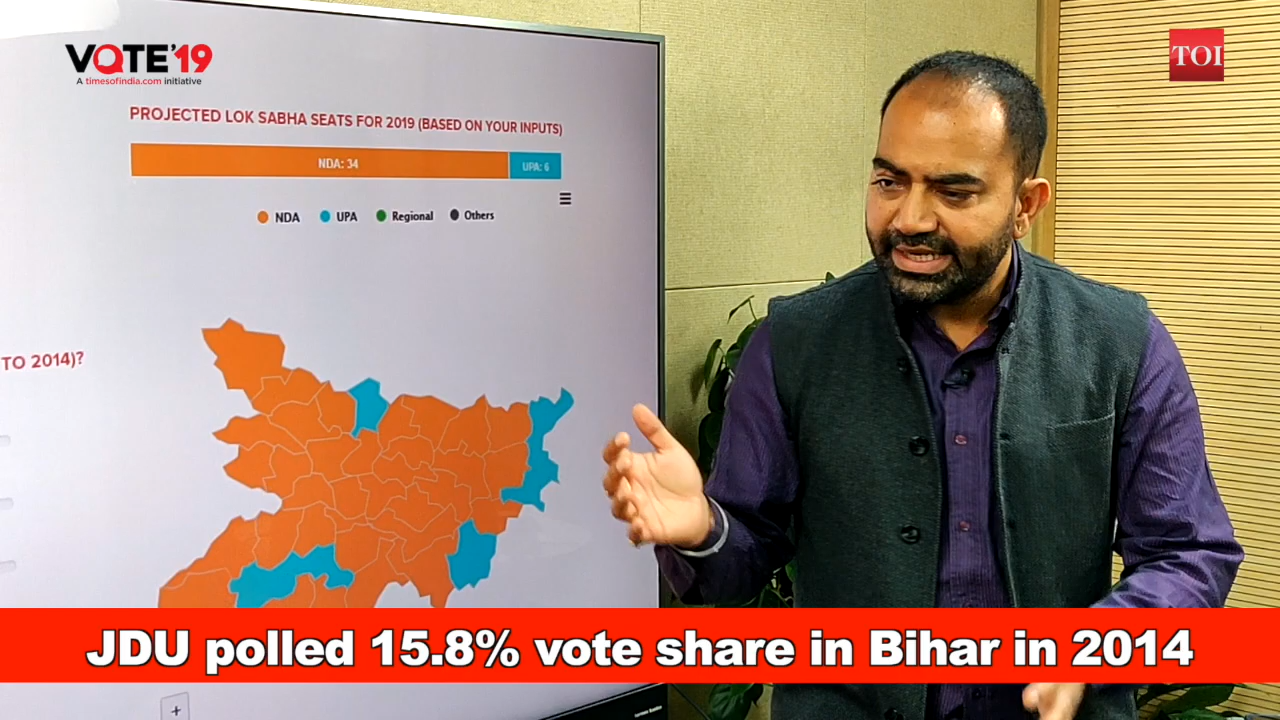 VOTE'19
A timesofindia.com initiative
TOI
PROJECTED LOK SABHA SEATS FOR 2019 (BASED ON YOUR INPUTS)
NDA: 34
UPA: 6
NDA
UPA
Regional
Others
TO 2014)?
JDU polled 15.8% vote share in Bihar in 2014
+